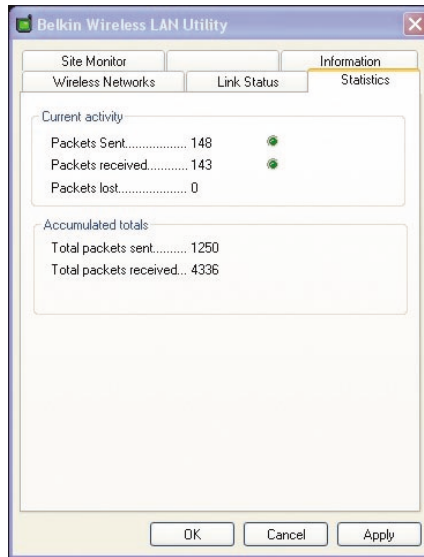 Belkin Wireless LAN Utility
Site Monitor Information
Wireless Networks Link Status Statistics
Current activity
Packets Sent.................. 148
Packets received............ 143
Packets lost.................... 0
Accumulated totals
Total packets sent......... 1250
Total packets received... 4336
OK Cancel Apply